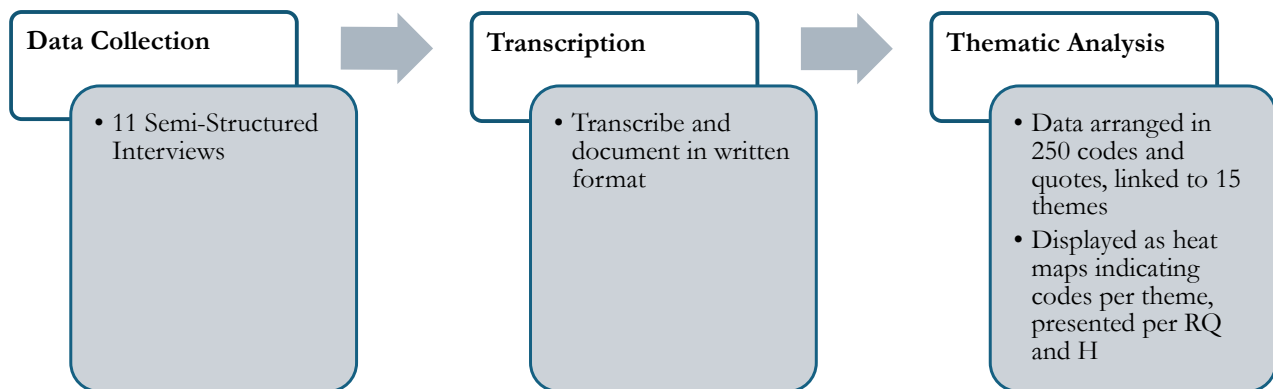 Data Collection
• 11 Semi-Structured
Interviews
Transcription
• Transcribe and
document in written
format
Thematic Analysis
• Data arranged in
250 codes and
quotes, linked to 15
themes
• Displayed as heat
maps indicating
codes per theme,
presented per RQ
and H